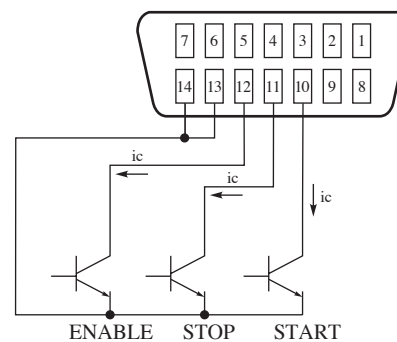 7 6 5 4 3 2 1
14 13 12 11 10 9 8
ic
ic
ic
ENABLE STOP START